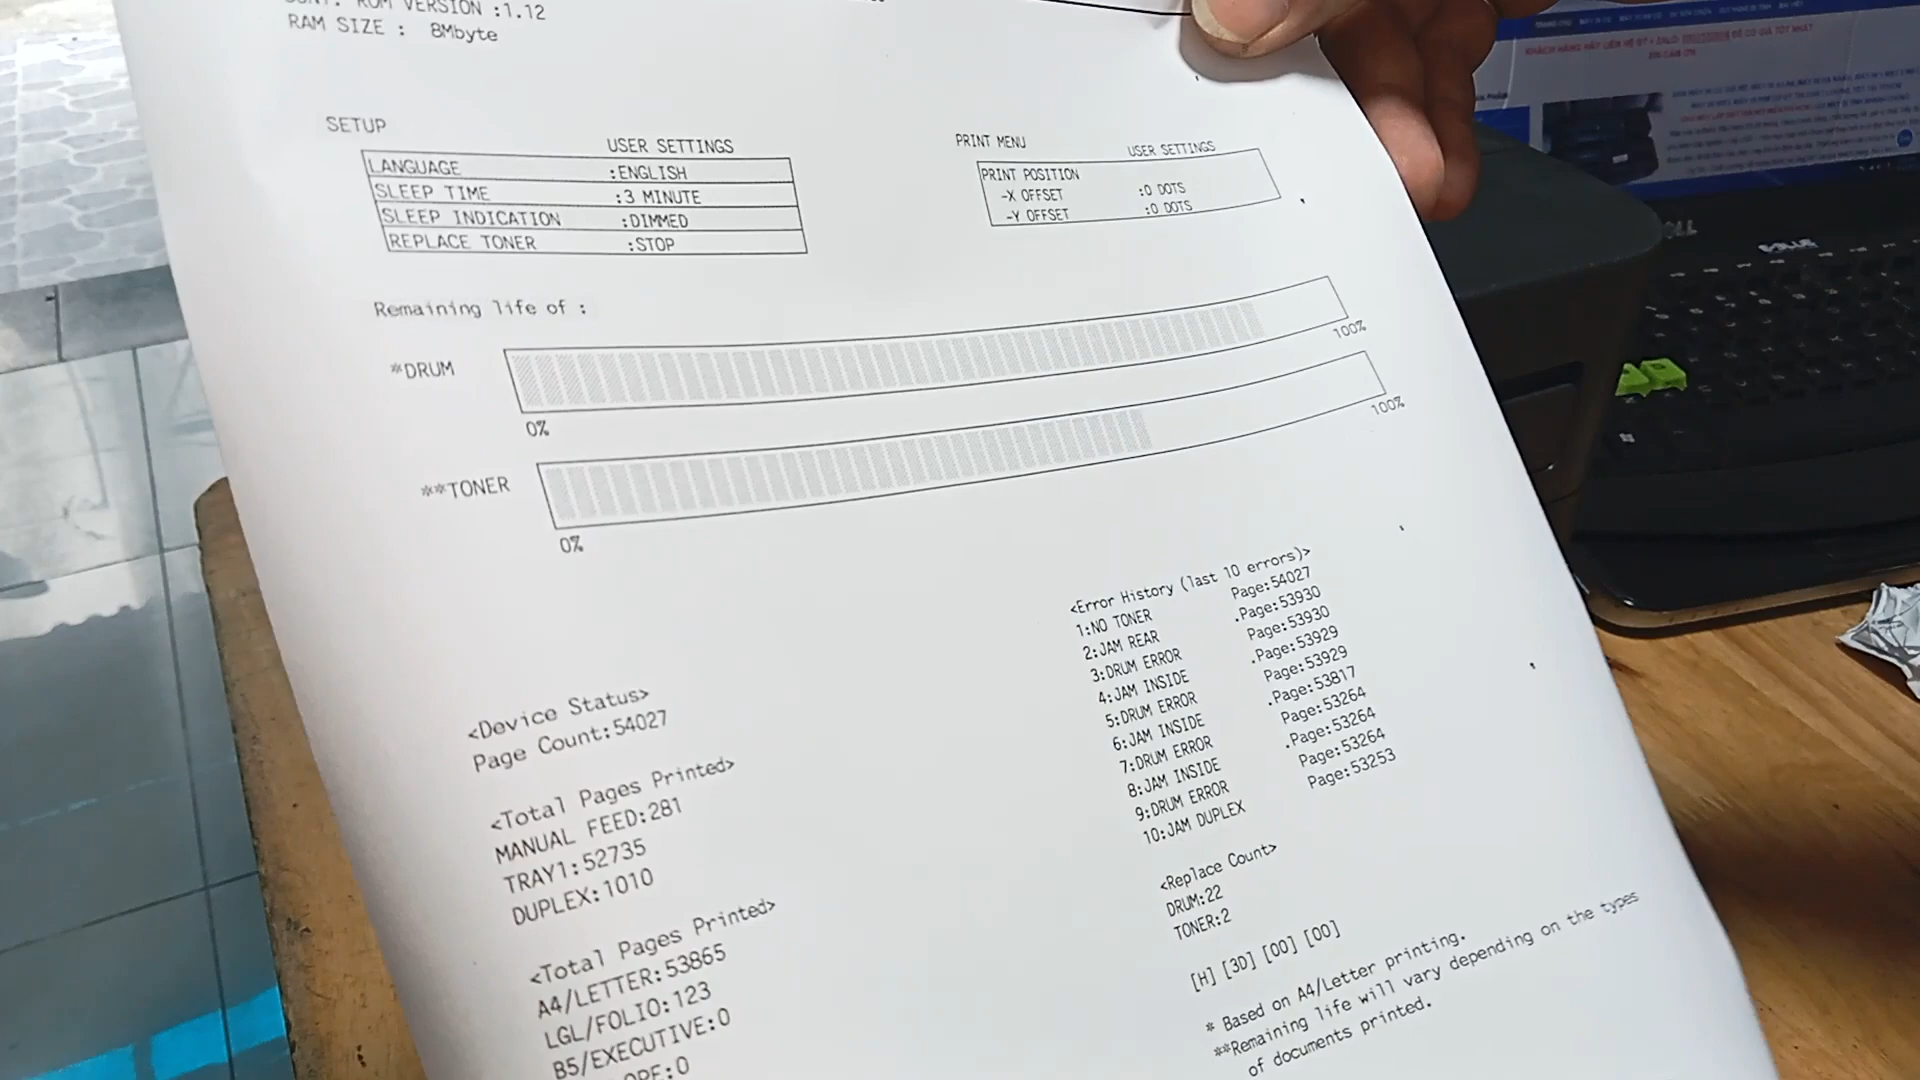 ROM VERSION :1.12
RAM SIZE : 8Mbyte
SETUP
USER SETTINGS
LANGUAGE :ENGLISH
SLEEP TIME :3 MINUTE
SLEEP INDICATION :DIMMED
REPLACE TONER :STOP
PRINT MENU
USER SETTINGS
PRINT POSITION
-X OFFSET :0 DOTS
-Y OFFSET :0 DOTS
Remaining life of :
*DRUM
0% 100%
**TONER
0% 100%
<Device Status>
Page Count:54027
<Total Pages Printed>
MANUAL FEED:281
TRAY1:52735
DUPLEX:1010
<Total Pages Printed>
A4/LETTER:53865
LGL/FOLIO:123
B5/EXECUTIVE:0
<Error History (last 10 errors)>
1:NO TONER Page:54027
2:JAM REAR Page:53930
3:DRUM ERROR Page:53930
4:JAM INSIDE Page:53929
5:DRUM ERROR Page:53929
6:JAM INSIDE Page:53817
7:DRUM ERROR Page:53264
8:JAM INSIDE Page:53264
9:DRUM ERROR Page:53264
10:JAM DUPLEX Page:53253
<Replace Count>
DRUM:22
TONER:2
[H] [3D] [00] [00]
* Based on A4/Letter printing.
**Remaining life will vary depending on the types
of documents printed.